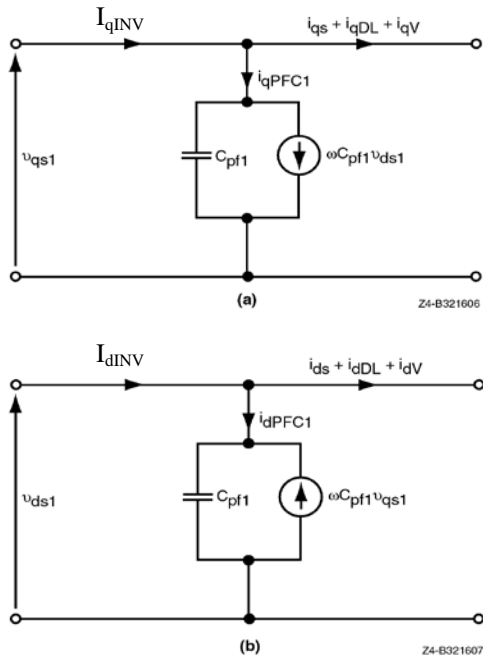 IqINV
iqs + iqDL + iqV
iqPFC1
υqs1
Cpf1
ωCpf1υds1
(a)
Z4-B321606
IdINV
ids + idDL + idV
idPFC1
υds1
Cpf1
ωCpf1υqs1
(b)
Z4-B321607